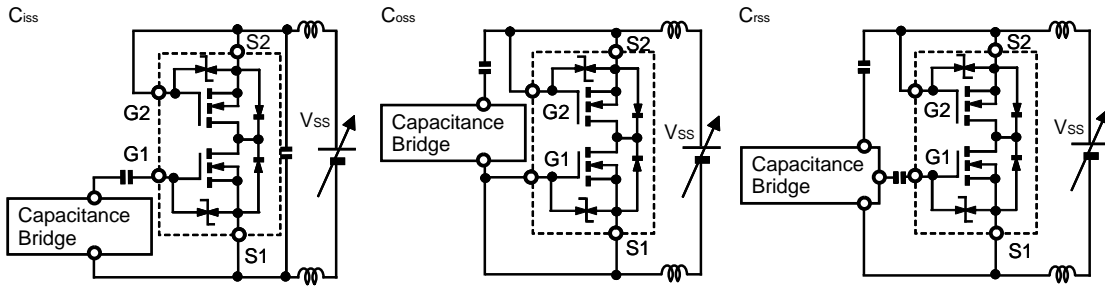 Ciss
S2
G2
VSS
G1
Capacitance
Bridge
S1
Coss
S2
G2
Capacitance
Bridge
VSS
G1
S1
Crss
S2
G2
VSS
G1
Capacitance
Bridge
S1